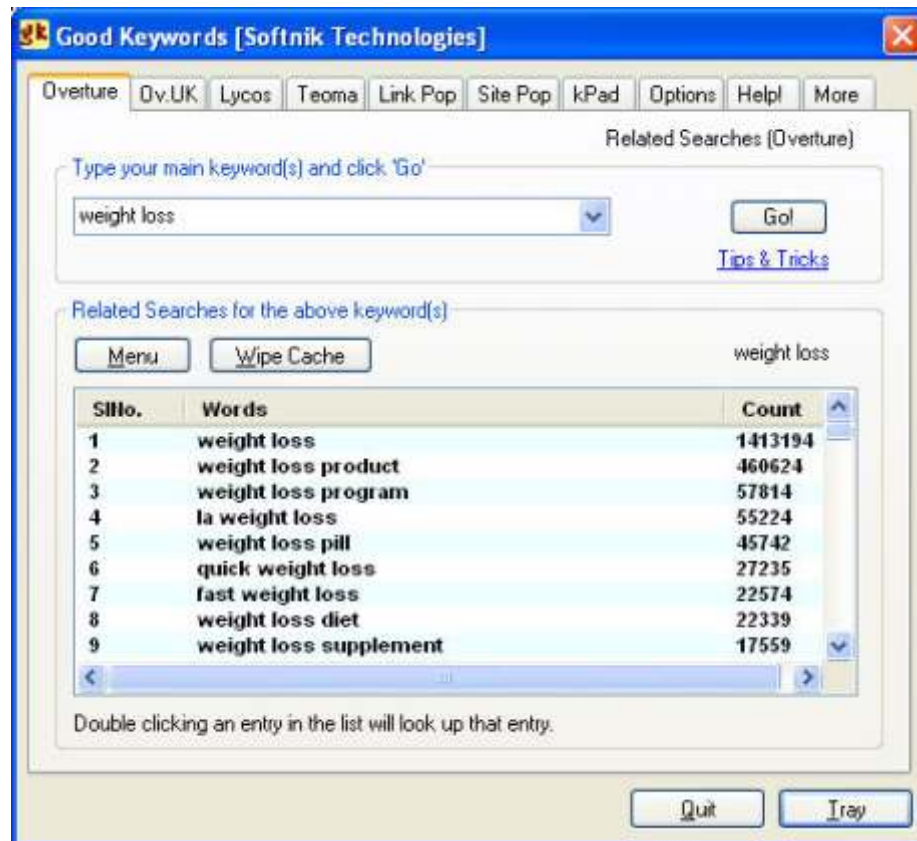 gk Good Keywords [Softnik Technologies]
Overture Ov.UK Lycos Teoma Link Pop Site Pop kPad Options Help! More
Related Searches (Overture)
Type your main keyword(s) and click 'Go'
weight loss Go!
Tips & Tricks
Related Searches for the above keyword(s)
Menu Wipe Cache weight loss
SlNo. Words Count
1 weight loss 1413194
2 weight loss product 460624
3 weight loss program 57814
4 la weight loss 55224
5 weight loss pill 45742
6 quick weight loss 27235
7 fast weight loss 22574
8 weight loss diet 22339
9 weight loss supplement 17559
Double clicking an entry in the list will look up that entry.
Quit Tray